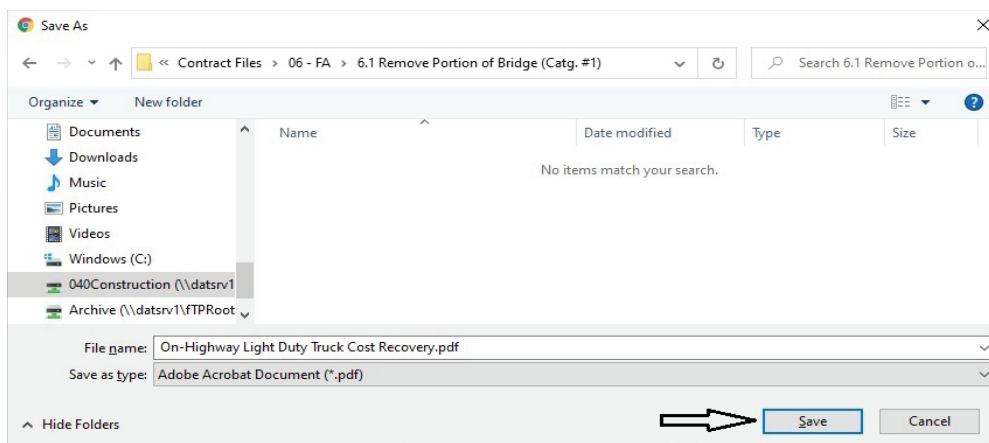 Save As
« Contract Files > 06 - FA > 6.1 Remove Portion of Bridge (Catg. #1)
Search 6.1 Remove Portion o...
Organize
New folder
?
Name
Date modified
Type
Size
No items match your search.
Documents
Downloads
Music
Pictures
Videos
Windows (C:)
040Construction (\\datsrv1
Archive (\\datsrv1\fTPRoot
File name: On-Highway Light Duty Truck Cost Recovery.pdf
Save as type: Adobe Acrobat Document (*.pdf)
Hide Folders
Save
Cancel